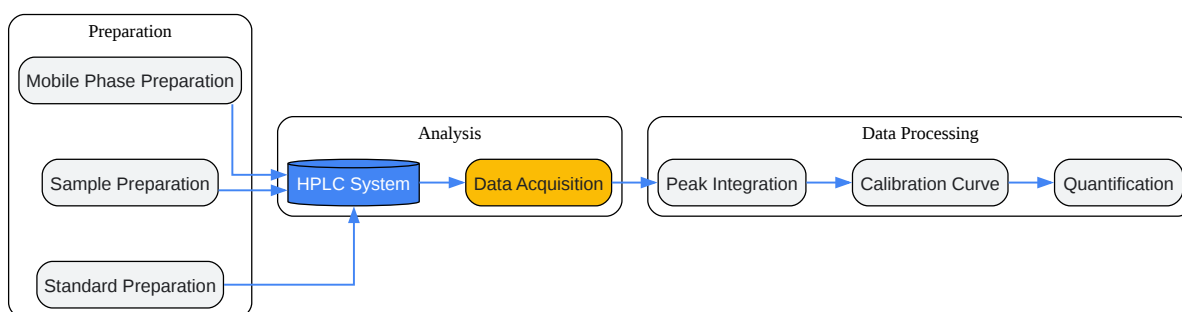 Preparation
Mobile Phase Preparation
Sample Preparation
Standard Preparation
Analysis
HPLC System
Data Acquisition
Data Processing
Peak Integration
Calibration Curve
Quantification